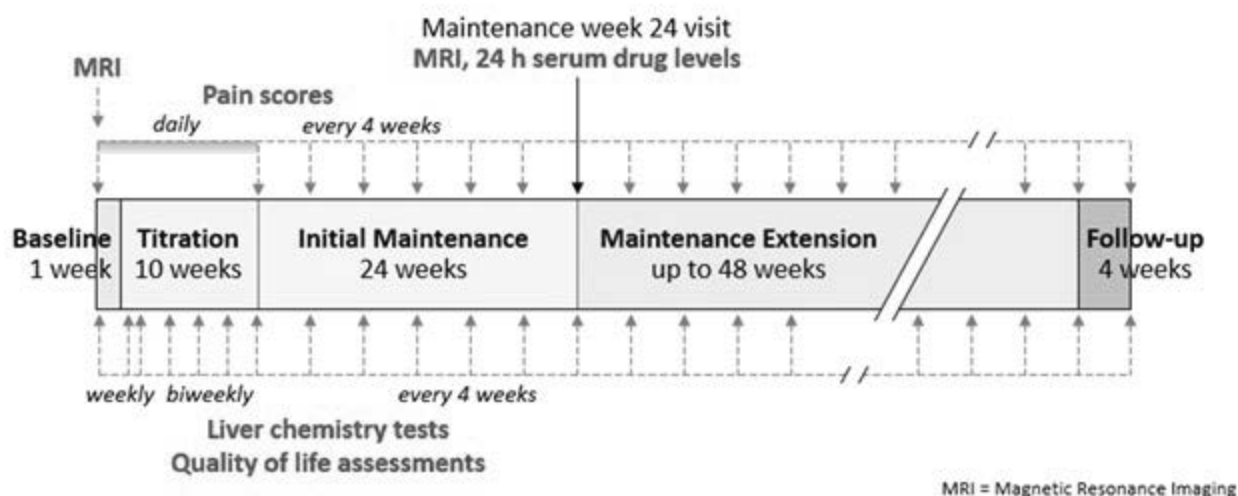 Maintenance week 24 visit
MRI, 24 h serum drug levels
MRI
Pain scores
daily
every 4 weeks
Baseline
1 week
Titration
10 weeks
Initial Maintenance
24 weeks
Maintenance Extension
up to 48 weeks
Follow-up
4 weeks
weekly
biweekly
every 4 weeks
Liver chemistry tests
Quality of life assessments
MRI = Magnetic Resonance Imaging